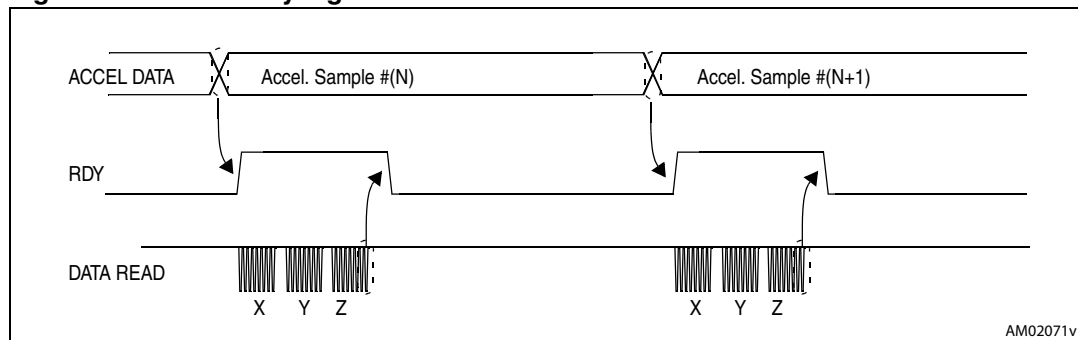 ACCEL DATA
Accel. Sample #(N)
Accel. Sample #(N+1)
RDY
DATA READ
X Y Z
X Y Z
AM02071v